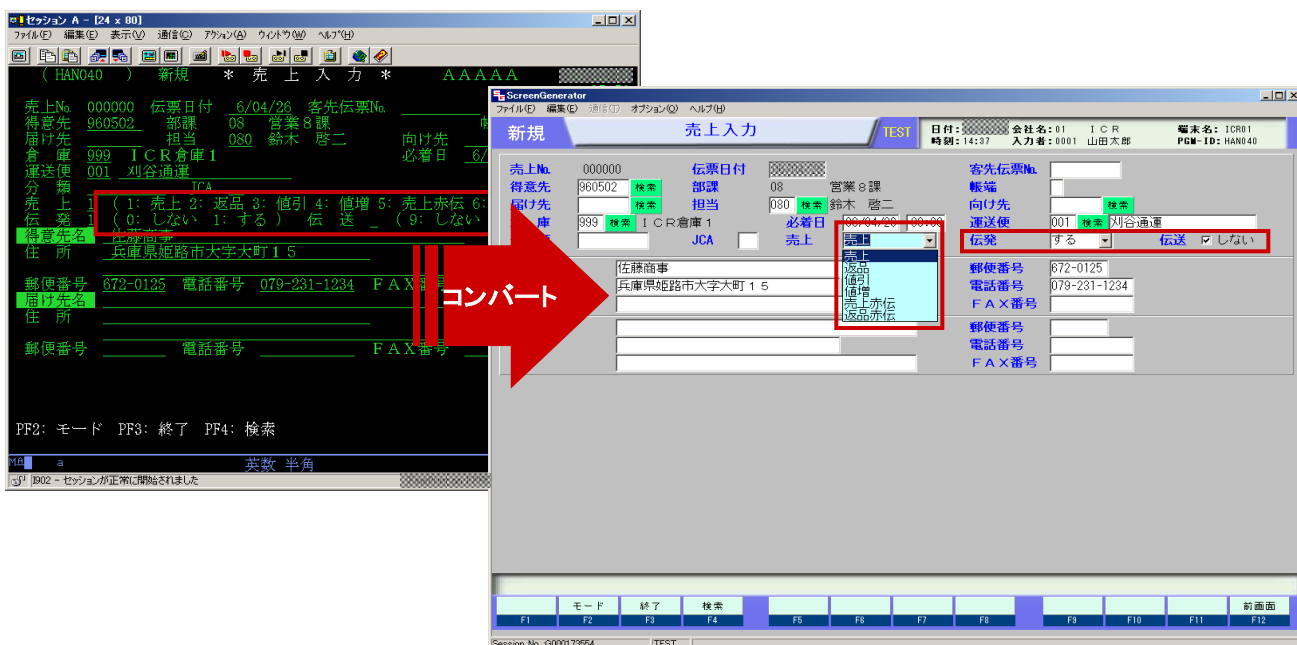 セッション A - [24 x 80]
ファイル(F) 編集(E) 表示(V) 通信(C) アクション(A) ウィンドウ(W) ヘルプ(H)
( HAN040 ) 新規 * 売 上 入 力 * A A A A A
売上No. 000000 伝票日付 6/04/26 客先伝票No.
得意先 960502 部課 08 営業８課
届け先 担当 080 鈴木 啓二 向け先
倉 庫 999 ＩＣＲ倉庫１ 必着日 6/
運送便 001 刈谷通運
分 類 JCA
売 上 1 ( 1: 売上 2: 返品 3: 値引 4: 値増 5: 売上赤伝 6:
伝 発 1 ( 0: しない 1: する ) 伝 送 _ ( 9: しない
得意先名 佐藤商事
住 所 兵庫県姫路市大字大町１５
郵便番号 672-0125 電話番号 079-231-1234 ＦＡＸ番号
届け先名
住 所
郵便番号 電話番号 ＦＡＸ番号
PF2: モード PF3: 終了 PF4: 検索
MA a 英数 半角
I902 - セッションが正常に開始されました
コンバート
ScreenGenerator
ファイル(F) 編集(E) 通信(T) オプション(O) ヘルプ(H)
新規 売上入力 TEST
日付: 会社名:01 ＩＣＲ 端末名: ICR01
時刻:14:37 入力者:0001 山田太郎 PGM-ID: HAN040
売上No. 000000 伝票日付 客先伝票No.
得意先 960502 検索 部課 08 営業８課 帳端
届け先 検索 担当 080 検索 鈴木 啓二 向け先 検索
庫 999 検索 ＩＣＲ倉庫１ 必着日 06/04/26 00:00 運送便 001 検索 刈谷通運
JCA 売上 売上 伝発 する 伝送 しない
売上
返品
値引
値増
売上赤伝
返品赤伝
佐藤商事 郵便番号 672-0125
兵庫県姫路市大字大町１５ 電話番号 079-231-1234
ＦＡＸ番号
郵便番号
電話番号
ＦＡＸ番号
モード 終了 検索 前画面
F1 F2 F3 F4 F5 F6 F7 F8 F9 F10 F11 F12
Session No. :G000173554 TEST